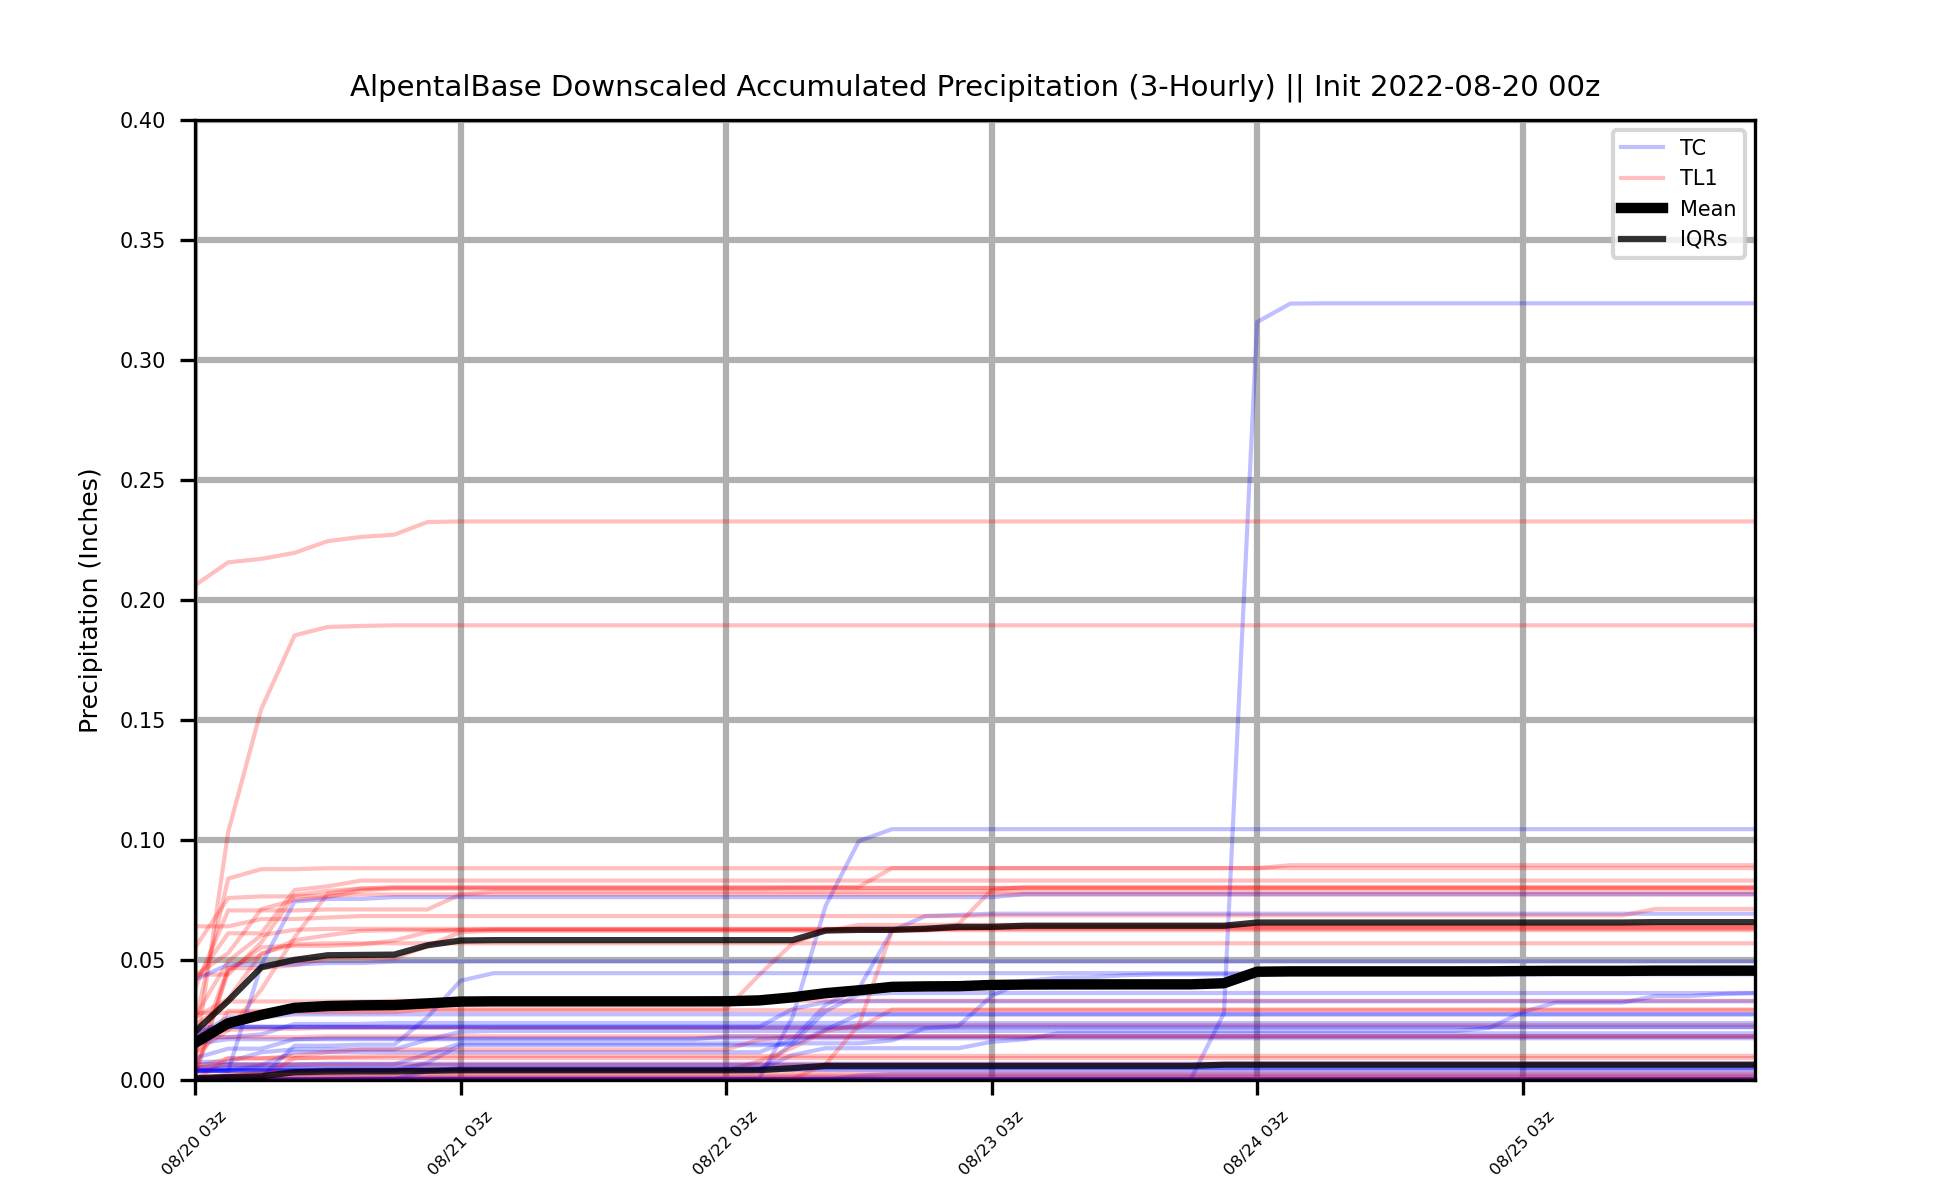 AlpentalBase Downscaled Accumulated Precipitation (3-Hourly) || Init 2022-08-20 00z
TC
TL1
Mean
IQRs
Precipitation (Inches)
0.40
0.35
0.30
0.25
0.20
0.15
0.10
0.05
0.00
08/20 03z
08/21 03z
08/22 03z
08/23 03z
08/24 03z
08/25 03z